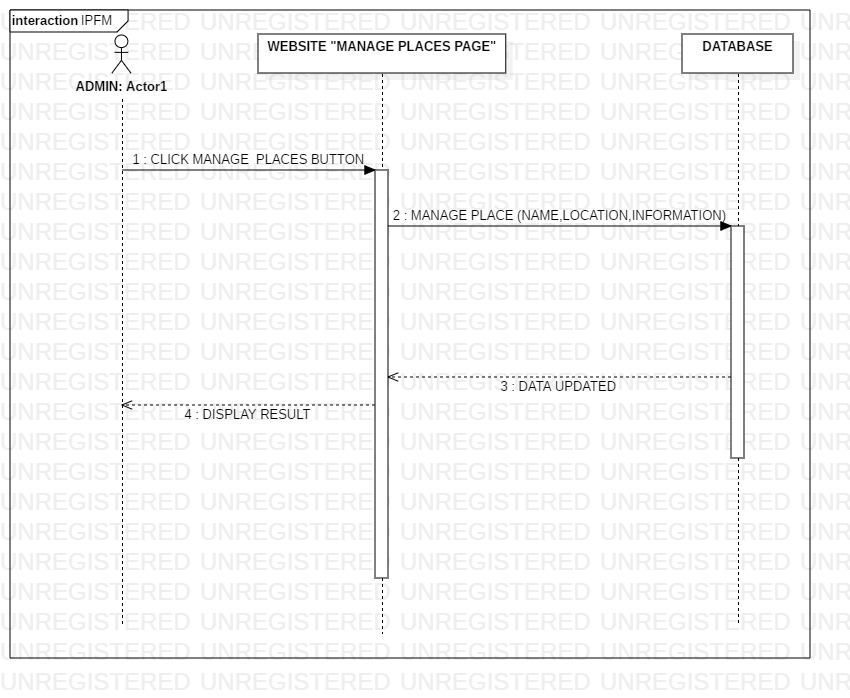 interaction IPFM
ADMIN: Actor1
WEBSITE "MANAGE PLACES PAGE"
DATABASE
1 : CLICK MANAGE  PLACES BUTTON
2 : MANAGE PLACE (NAME,LOCATION,INFORMATION)
3 : DATA UPDATED
4 : DISPLAY RESULT
UNREGISTERED